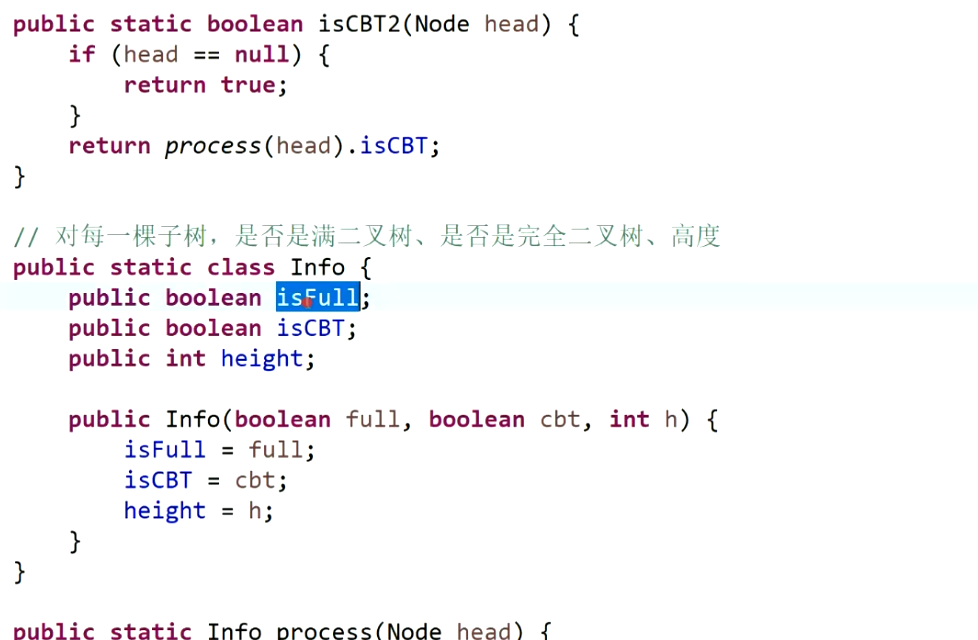 public static boolean isCBT2(Node head) {
    if (head == null) {
        return true;
    }
    return process(head).isCBT;
}
// 对每一棵子树，是否是满二叉树、是否是完全二叉树、高度
public static class Info {
    public boolean isFull;
    public boolean isCBT;
    public int height;
    public Info(boolean full, boolean cbt, int h) {
        isFull = full;
        isCBT = cbt;
        height = h;
    }
}
public static Info process(Node head) {